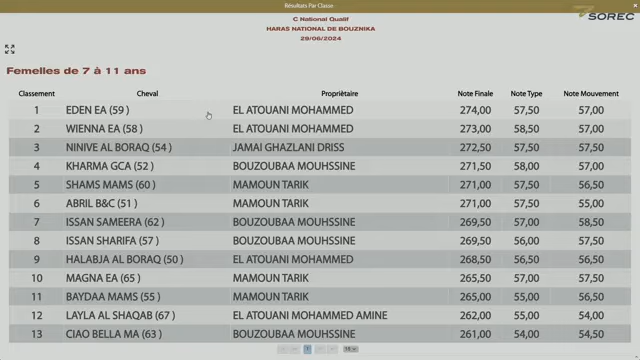 Résultats Par Classe
SOREC
C National Qualif
HARAS NATIONAL DE BOUZNIKA
29/06/2024
Femelles de 7 à 11 ans
Classement Cheval Propriètaire Note Finale Note Type Note Mouvement
1 EDEN EA (59 ) EL ATOUANI MOHAMMED 274,00 57,50 57,00
2 WIENNA EA (58 ) EL ATOUANI MOHAMMED 273,00 58,50 57,00
3 NINIVE AL BORAQ (54 ) JAMAI GHAZLANI DRISS 272,50 57,50 57,50
4 KHARMA GCA (52 ) BOUZOUBAA MOUHSSINE 271,50 58,00 57,00
5 SHAMS MAMS (60 ) MAMOUN TARIK 271,00 57,50 56,50
6 ABRIL B&C (51 ) MAMOUN TARIK 271,00 57,50 55,00
7 ISSAN SAMEERA (62 ) BOUZOUBAA MOUHSSINE 269,50 57,00 58,50
8 ISSAN SHARIFA (57 ) BOUZOUBAA MOUHSSINE 269,50 56,00 57,50
9 HALABJA AL BORAQ (50 ) EL ATOUANI MOHAMMED 268,50 56,50 56,50
10 MAGNA EA (65 ) MAMOUN TARIK 265,50 57,00 57,50
11 BAYDAA MAMS (55 ) MAMOUN TARIK 265,00 55,00 56,50
12 LAYLA AL SHAQAB (67 ) EL ATOUANI MOHAMMED AMINE 262,00 55,00 54,00
13 CIAO BELLA MA (63 ) BOUZOUBAA MOUHSSINE 261,00 54,00 54,50
1